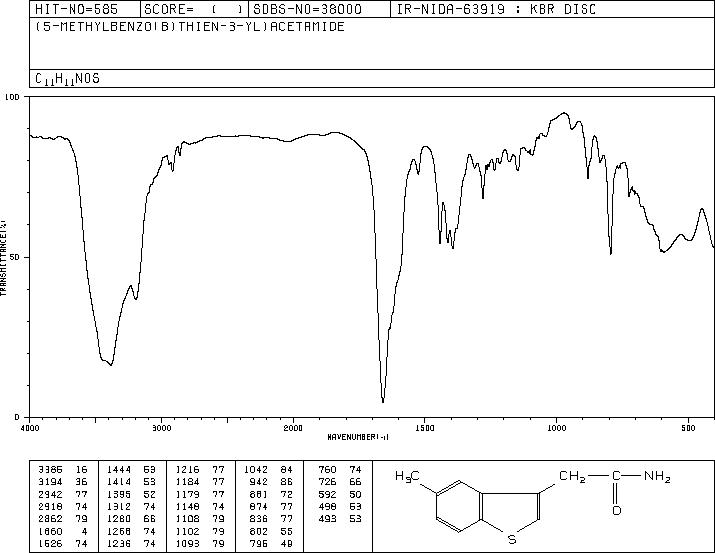 HIT-NO=585 SCORE= ( ) SDBS-NO=38000 IR-NIDA-63919 : KBR DISC
(5-METHYLBENZO(B)THIEN-3-YL)ACETAMIDE
C11H11NOS
100
50
0
TRANSMITTANCE(%)
4000 3000 2000 1500 1000 500
WAVENUMBER(-1)
3385 16 1444 53 1216 77 1042 84 760 74
3194 36 1414 53 1184 77 942 86 726 66
2942 77 1395 52 1179 77 881 72 592 50
2918 74 1312 74 1148 74 874 77 498 53
2862 79 1280 66 1108 79 836 77 493 53
1660 4 1268 74 1102 79 802 55
1526 74 1236 74 1093 79 796 49
H3C CH2 C NH2
O
S